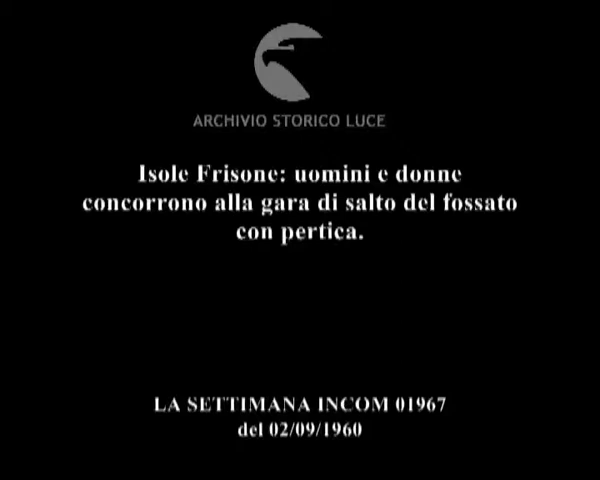 ARCHIVIO STORICO LUCE
Isole Frisone: uomini e donne
concorrono alla gara di salto del fossato
con pertica.
LA SETTIMANA INCOM 01967
del 02/09/1960